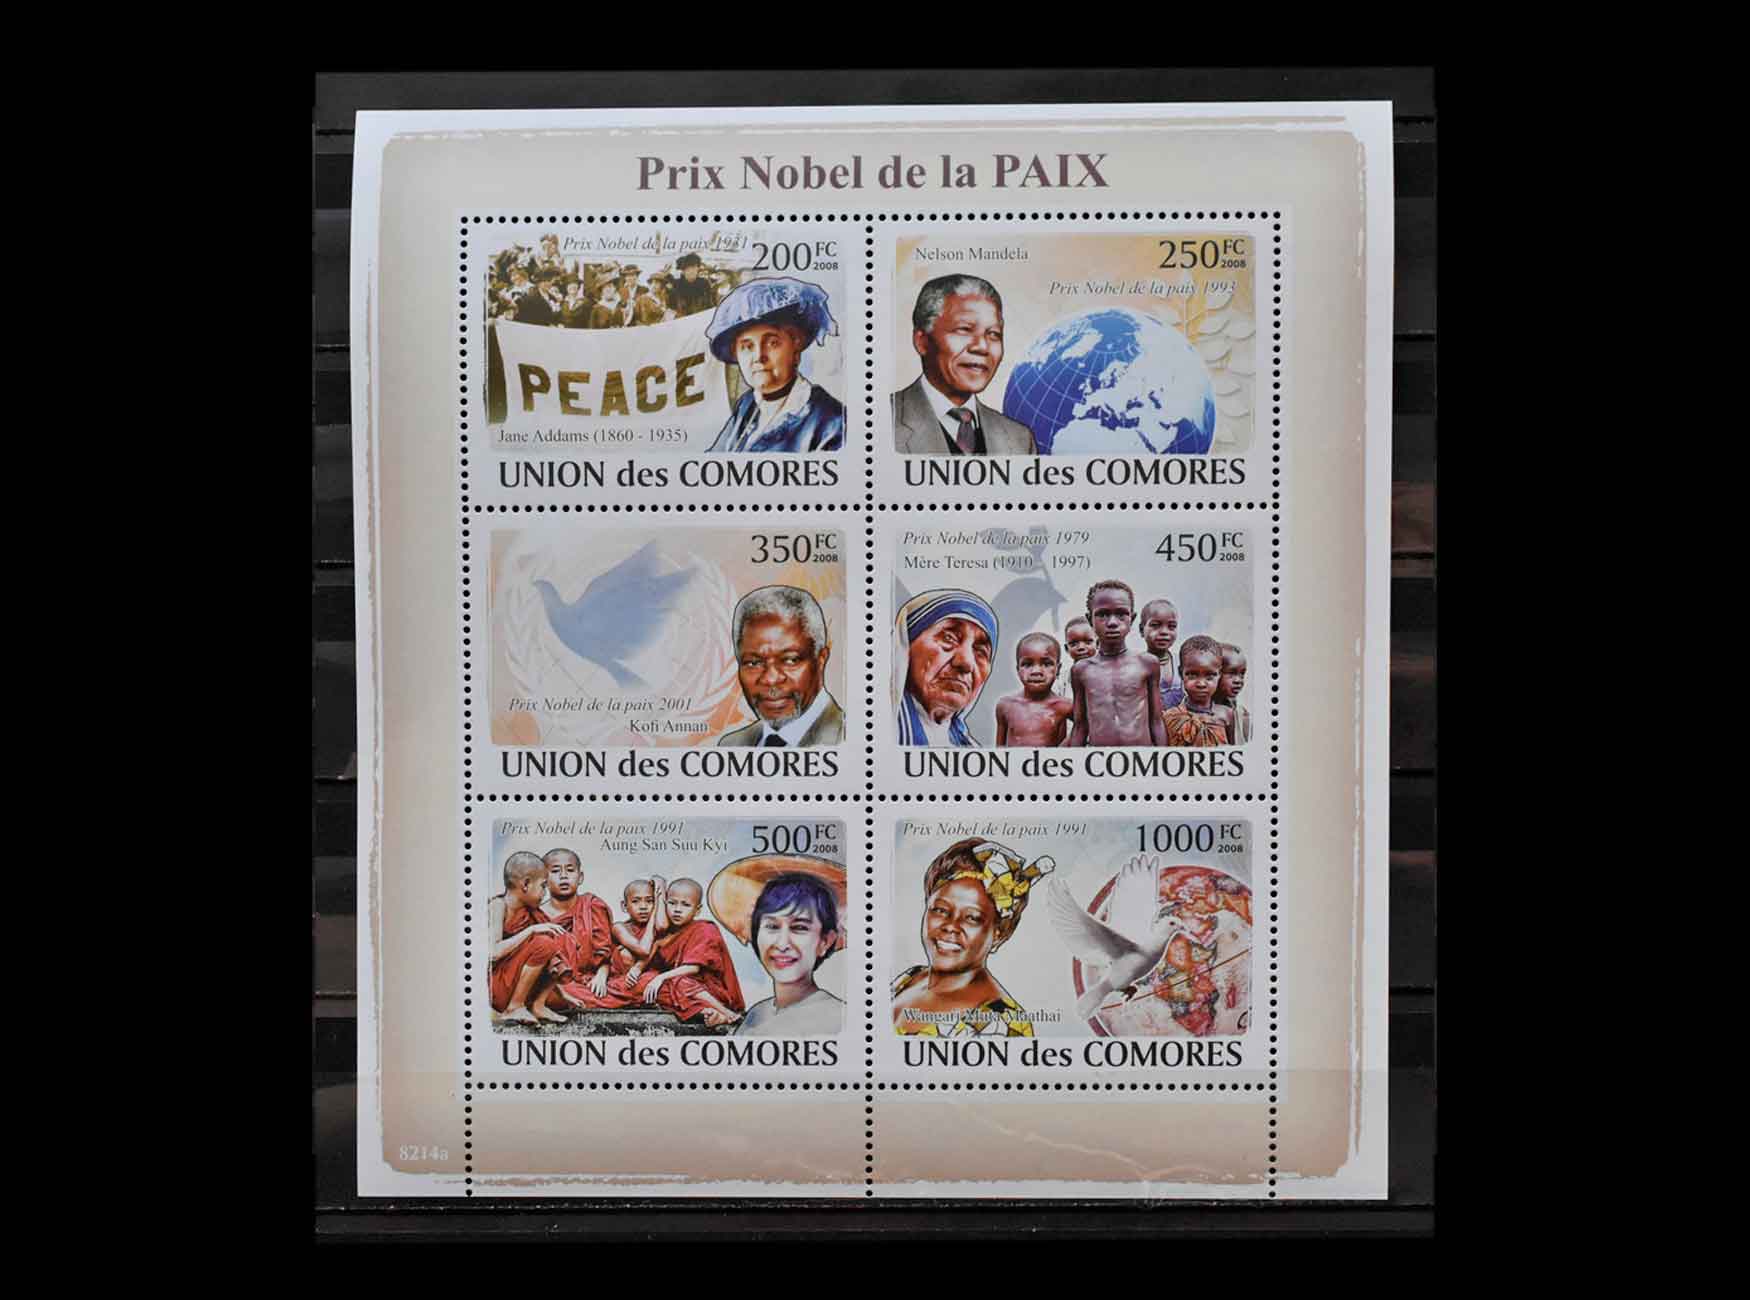 Prix Nobel de la PAIX
Prix Nobel de la paix 1931
200 FC
2008
PEACE
Jane Addams (1860 - 1935)
UNION des COMORES
Nelson Mandela
250 FC
2008
Prix Nobel de la paix 1993
UNION des COMORES
350 FC
2008
Prix Nobel de la paix 2001
Kofi Annan
UNION des COMORES
Prix Nobel de la paix 1979
Mère Teresa (1910 - 1997)
450 FC
2008
UNION des COMORES
Prix Nobel de la paix 1991
Aung San Suu Kyi
500 FC
2008
UNION des COMORES
Prix Nobel de la paix 1991
1000 FC
2008
Wangari Muta Maathai
UNION des COMORES
8214a